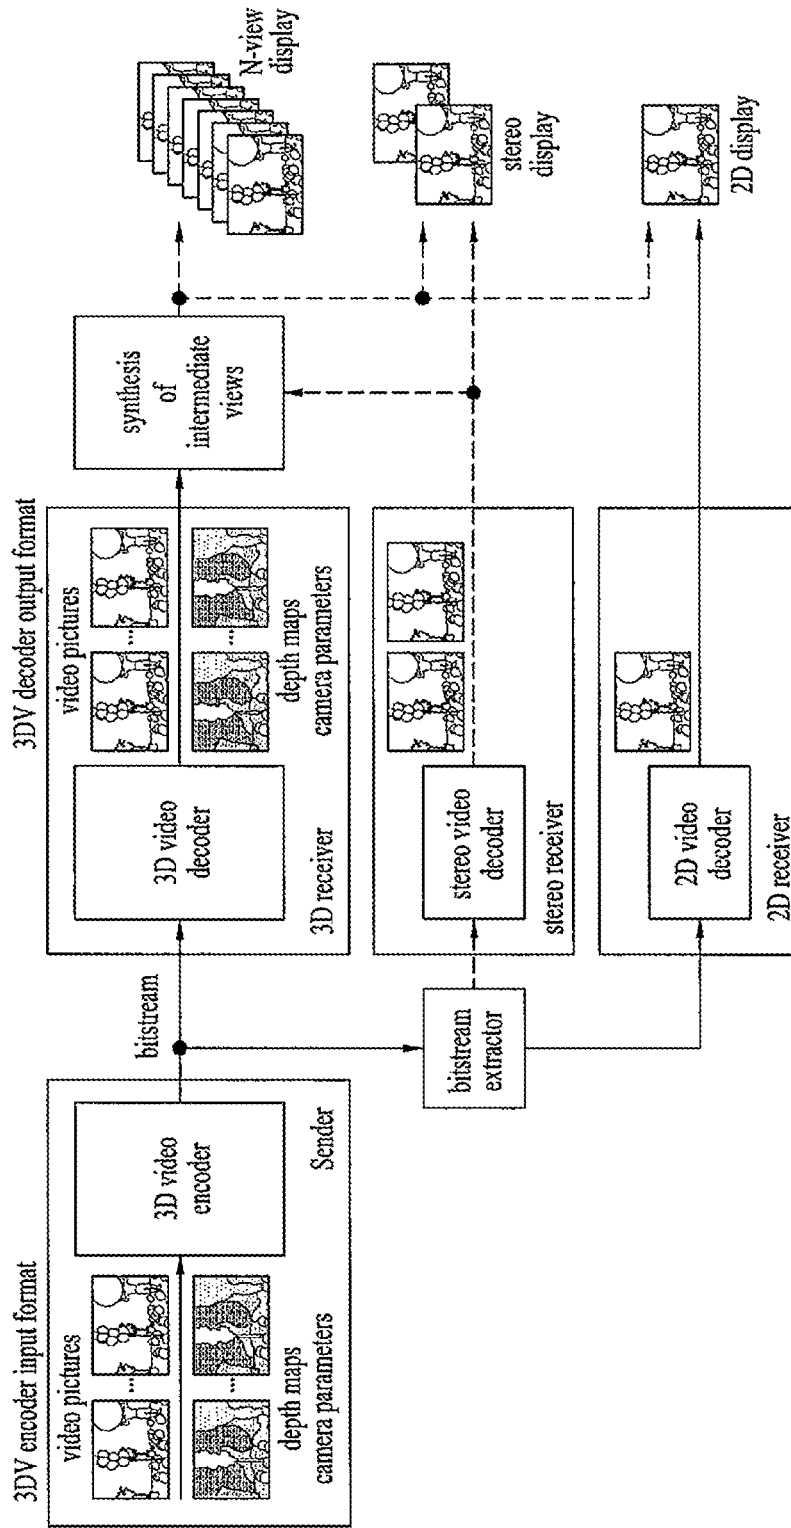 3DV encoder input format
video pictures
....
....
depth maps
camera parameters
3D video
encoder
Sender
bitstream
bitstream
extractor
3DV decoder output format
3D video
decoder
video pictures
....
....
depth maps
camera parameters
3D receiver
stereo video
decoder
stereo receiver
2D video
decoder
2D receiver
synthesis
of
intermediate
views
N-view
display
stereo
display
2D display